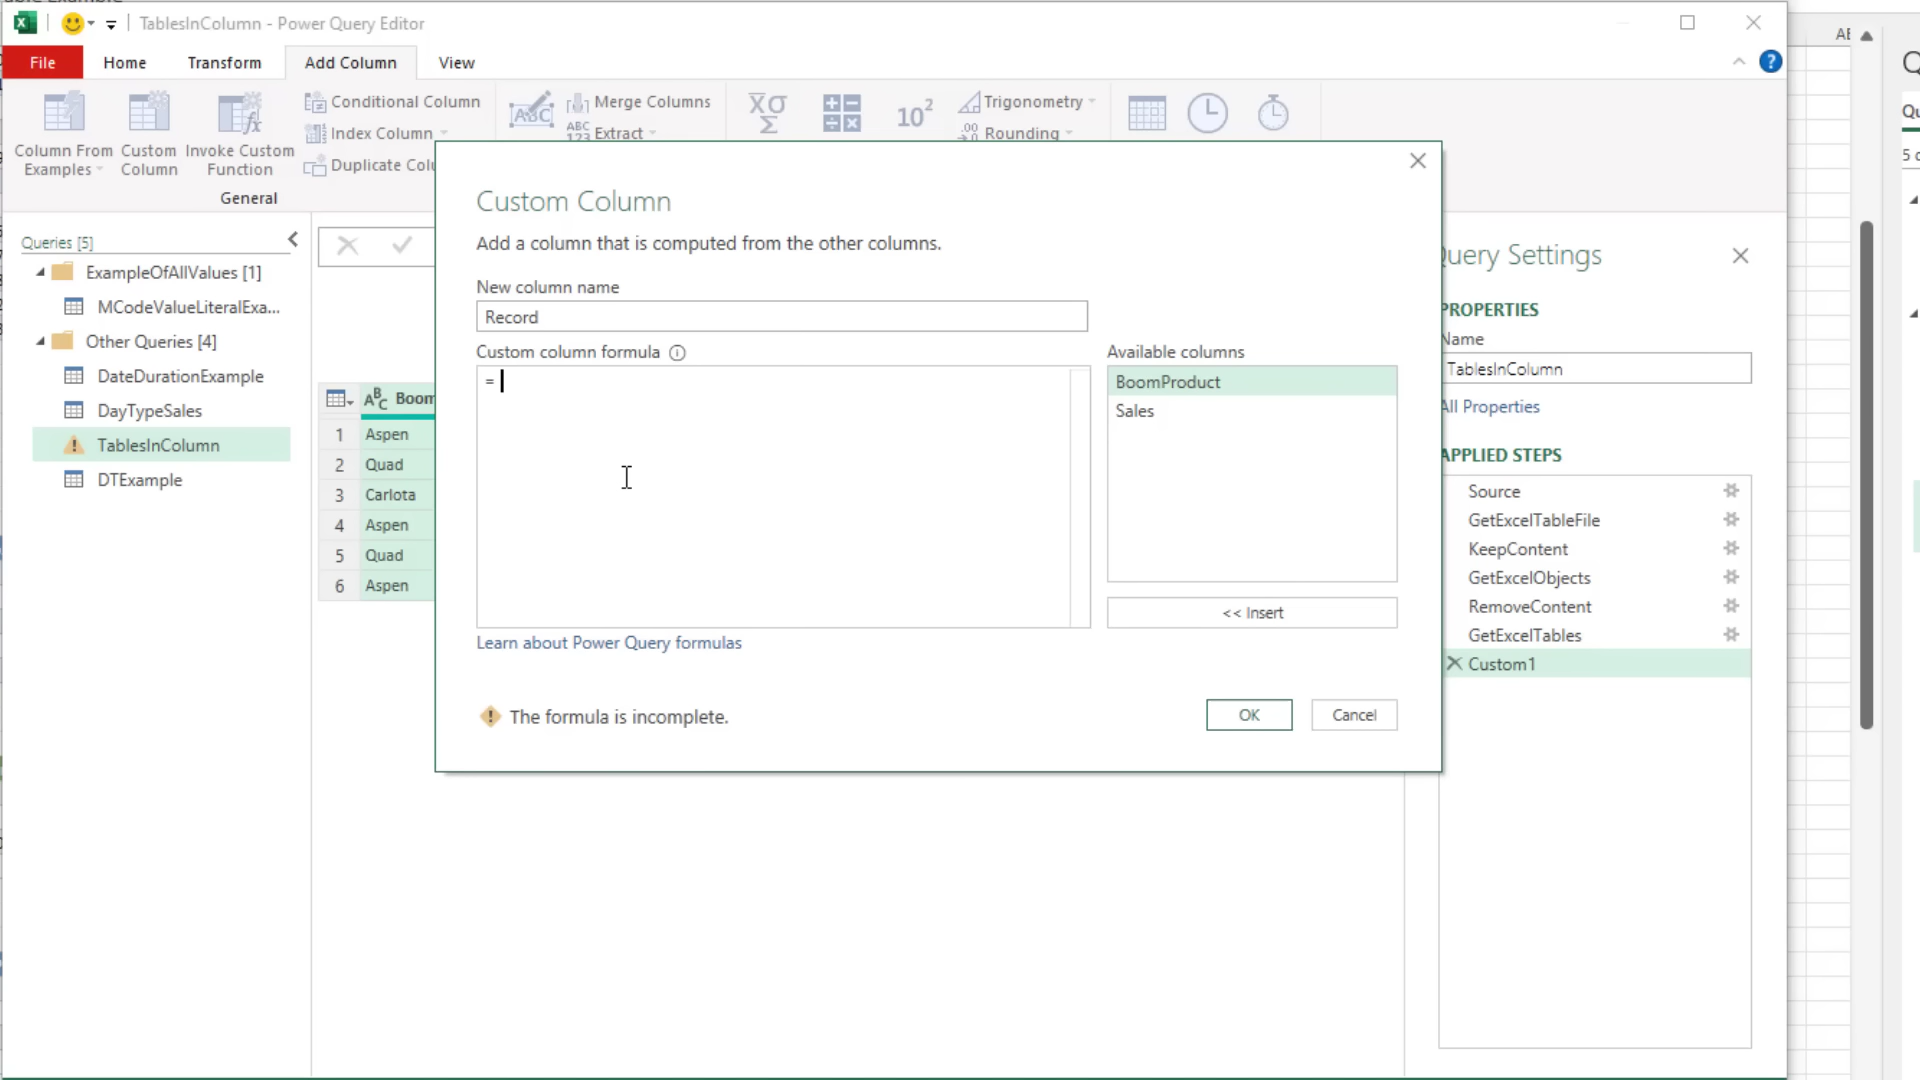 TablesInColumn - Power Query Editor
File
Home
Transform
Add Column
View
Column From
Examples
Custom
Column
Invoke Custom
Function
Conditional Column
Index Column
Duplicate Colu
General
Merge Columns
Extract
Trigonometry
Rounding
Queries [5]
ExampleOfAllValues [1]
MCodeValueLiteralExa...
Other Queries [4]
DateDurationExample
DayTypeSales
TablesInColumn
DTExample
Boom
1 Aspen
2 Quad
3 Carlota
4 Aspen
5 Quad
6 Aspen
Custom Column
Add a column that is computed from the other columns.
New column name
Record
Custom column formula
=
Available columns
BoomProduct
Sales
<< Insert
Learn about Power Query formulas
The formula is incomplete.
OK
Cancel
Query Settings
PROPERTIES
Name
TablesInColumn
All Properties
APPLIED STEPS
Source
GetExcelTableFile
KeepContent
GetExcelObjects
RemoveContent
GetExcelTables
Custom1